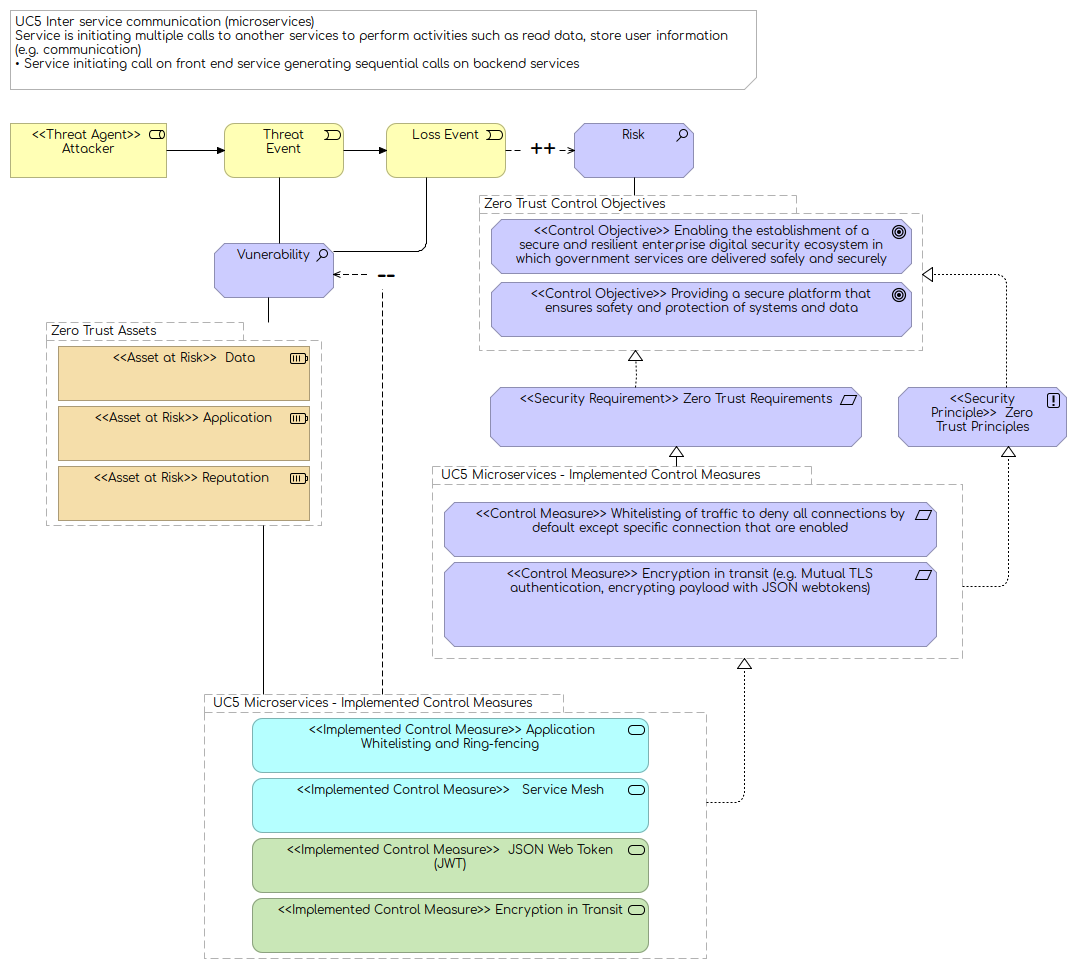 UC5 Inter service communication (microservices)
Service is initiating multiple calls to another services to perform activities such as read data, store user information
(e.g. communication)
• Service initiating call on front end service generating sequential calls on backend services
<<Threat Agent>>
Attacker
Threat
Event
Loss Event
++
Risk
Zero Trust Control Objectives
<<Control Objective>> Enabling the establishment of a
secure and resilient enterprise digital security ecosystem in
which government services are delivered safely and securely
<<Control Objective>> Providing a secure platform that
ensures safety and protection of systems and data
Vunerability
--
Zero Trust Assets
<<Asset at Risk>> Data
<<Asset at Risk>> Application
<<Asset at Risk>> Reputation
<<Security Requirement>> Zero Trust Requirements
<<Security
Principle>> Zero
Trust Principles
UC5 Microservices - Implemented Control Measures
<<Control Measure>> Whitelisting of traffic to deny all connections by
default except specific connection that are enabled
<<Control Measure>> Encryption in transit (e.g. Mutual TLS
authentication, encrypting payload with JSON webtokens)
UC5 Microservices - Implemented Control Measures
<<Implemented Control Measure>> Application
Whitelisting and Ring-fencing
<<Implemented Control Measure>> Service Mesh
<<Implemented Control Measure>> JSON Web Token
(JWT)
<<Implemented Control Measure>> Encryption in Transit